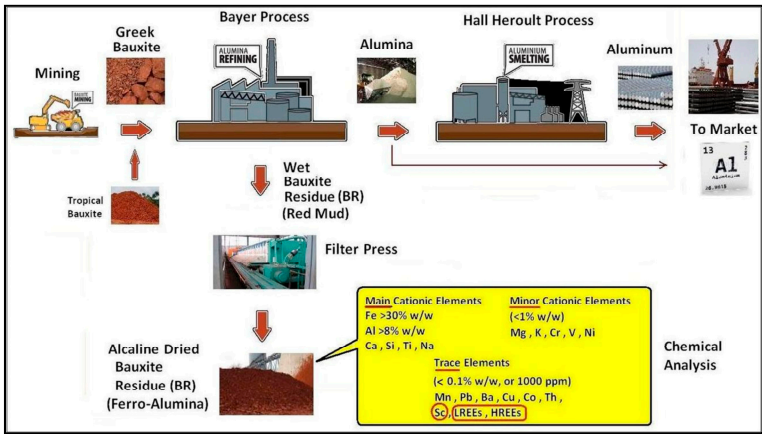 Bayer Process
Hall Heroult Process
Greek
Bauxite
ALUMINA
REFINING
Alumina
ALUMINIUM
SMELTING
Aluminum
Mining
BAUXITE
MINING
To Market
13
Al
Tropical
Bauxite
Wet
Bauxite
Residue (BR)
(Red Mud)
Filter Press
Main Cationic Elements
Fe >30% w/w
Al >8% w/w
Ca , Si , Ti , Na
Minor Cationic Elements
(<1% w/w)
Mg , K , Cr , V , Ni
Trace Elements
(< 0.1% w/w, or 1000 ppm)
Mn , Pb , Ba , Cu , Co , Th ,
Sc , LREEs , HREEs
Chemical
Analysis
Alcaline Dried
Bauxite
Residue (BR)
(Ferro-Alumina)